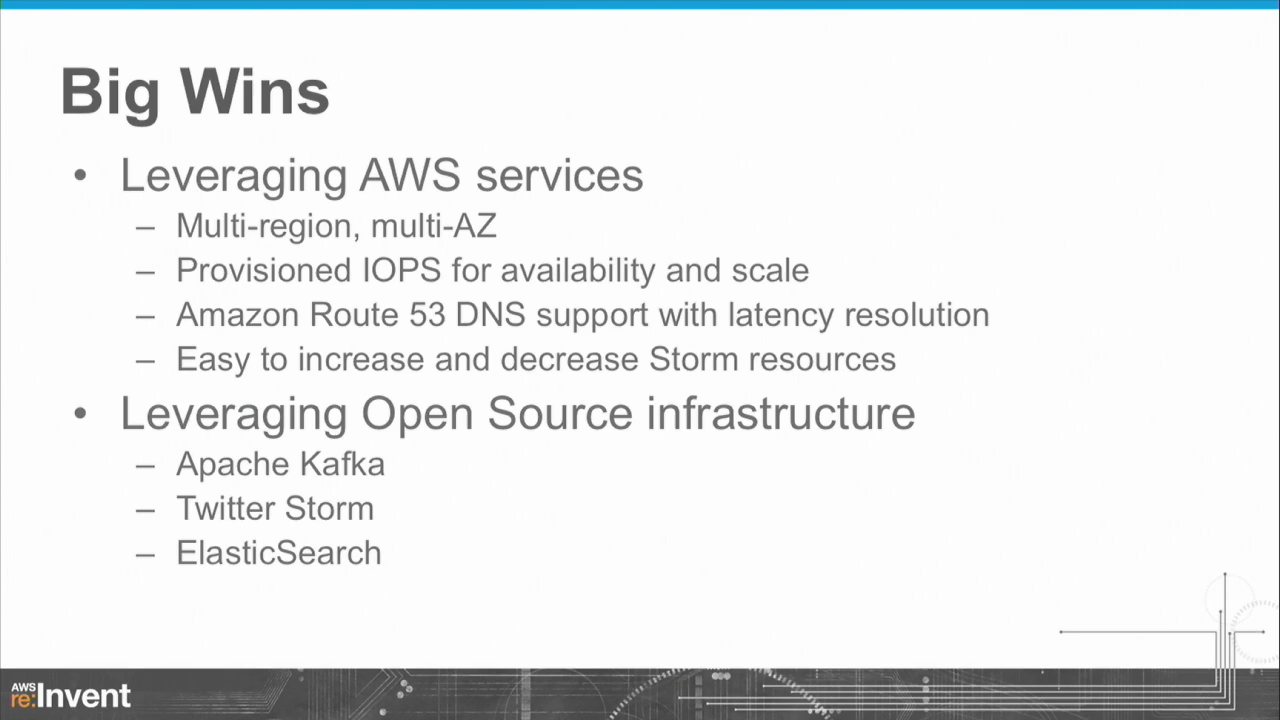 Big Wins
• Leveraging AWS services
– Multi-region, multi-AZ
– Provisioned IOPS for availability and scale
– Amazon Route 53 DNS support with latency resolution
– Easy to increase and decrease Storm resources
• Leveraging Open Source infrastructure
– Apache Kafka
– Twitter Storm
– ElasticSearch
AWS
re:Invent